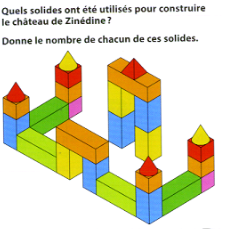 Quels solides ont été utilisés pour construire
le château de Zinédine ?
Donne le nombre de chacun de ces solides.